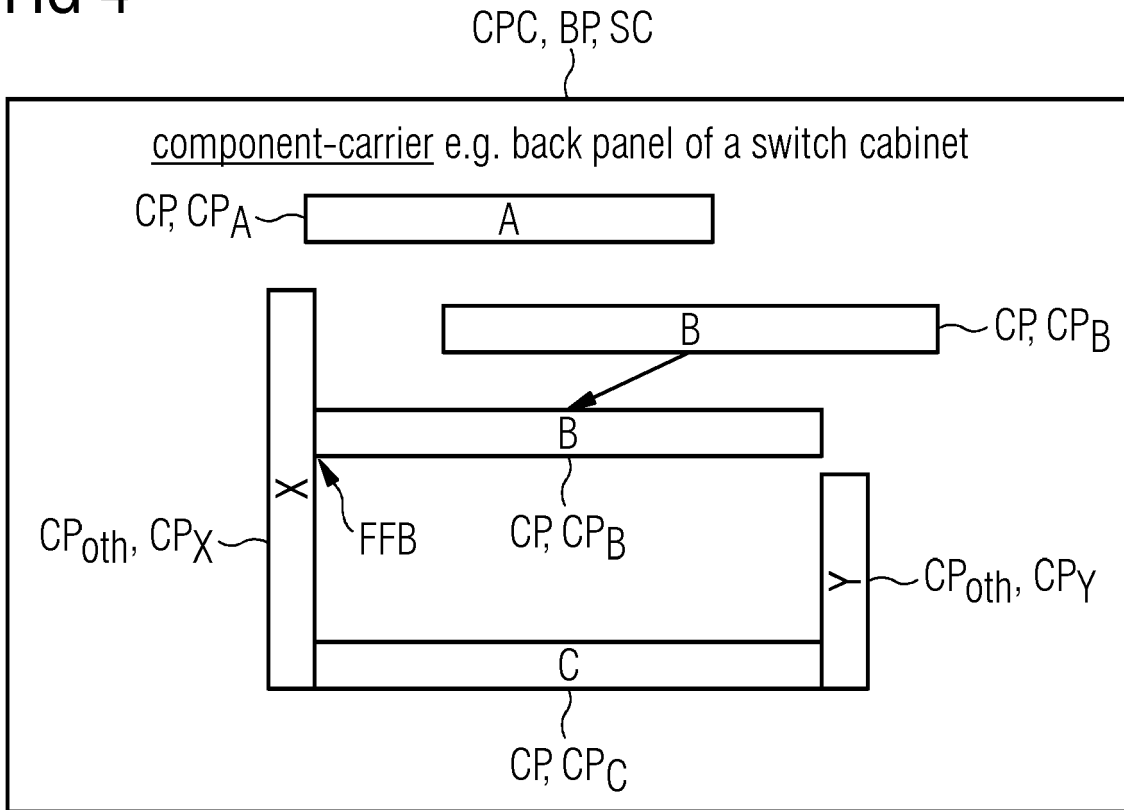 FIG 4
CPC, BP, SC
component-carrier e.g. back panel of a switch cabinet
CP, CPA
A
B
CP, CPB
B
X
FFB
CP, CPB
CPoth, CPX
Y
CPoth, CPY
C
CP, CPC